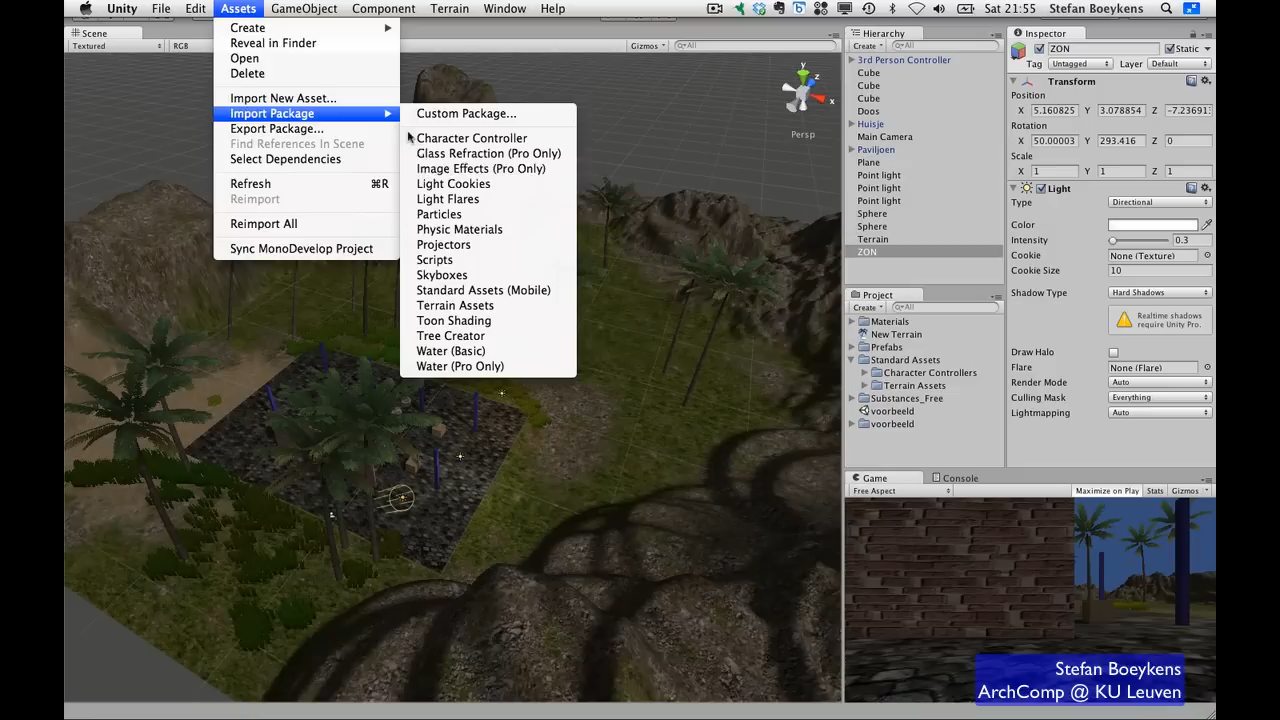 Unity File Edit Assets GameObject Component Terrain Window Help Sat 21:55 Stefan Boeykens
Scene
Textured RGB Gizmos All
Create
Reveal in Finder
Open
Delete
Import New Asset...
Import Package
Export Package...
Find References In Scene
Select Dependencies
Refresh ⌘R
Reimport
Reimport All
Sync MonoDevelop Project
Custom Package...
Character Controller
Glass Refraction (Pro Only)
Image Effects (Pro Only)
Light Cookies
Light Flares
Particles
Physic Materials
Projectors
Scripts
Skyboxes
Standard Assets (Mobile)
Terrain Assets
Toon Shading
Tree Creator
Water (Basic)
Water (Pro Only)
y
z
x
Persp
Hierarchy
Create All
3rd Person Controller
Cube
Cube
Cube
Doos
Huisje
Main Camera
Paviljoen
Plane
Point light
Point light
Point light
Sphere
Sphere
Terrain
ZON
Project
Create All
Materials
New Terrain
Prefabs
Standard Assets
Character Controllers
Terrain Assets
Substances_Free
voorbeeld
voorbeeld
Inspector
ZON Static
Tag Untagged Layer Default
Transform
Position
X 5.160825 Y 3.078854 Z
Rotation
X 50.00003 Y 293.416 Z 0
Scale
X 1 Y 1 Z 1
Light
Type Directional
Color
Intensity 0.3
Cookie None (Texture)
Cookie Size 10
Shadow Type Hard Shadows
Realtime shadows
require Unity Pro.
Draw Halo
Flare None (Flare)
Render Mode Auto
Culling Mask Everything
Lightmapping Auto
Game Console
Free Aspect Maximize on Play Stats Gizmos
Stefan Boeykens
ArchComp @ KU Leuven